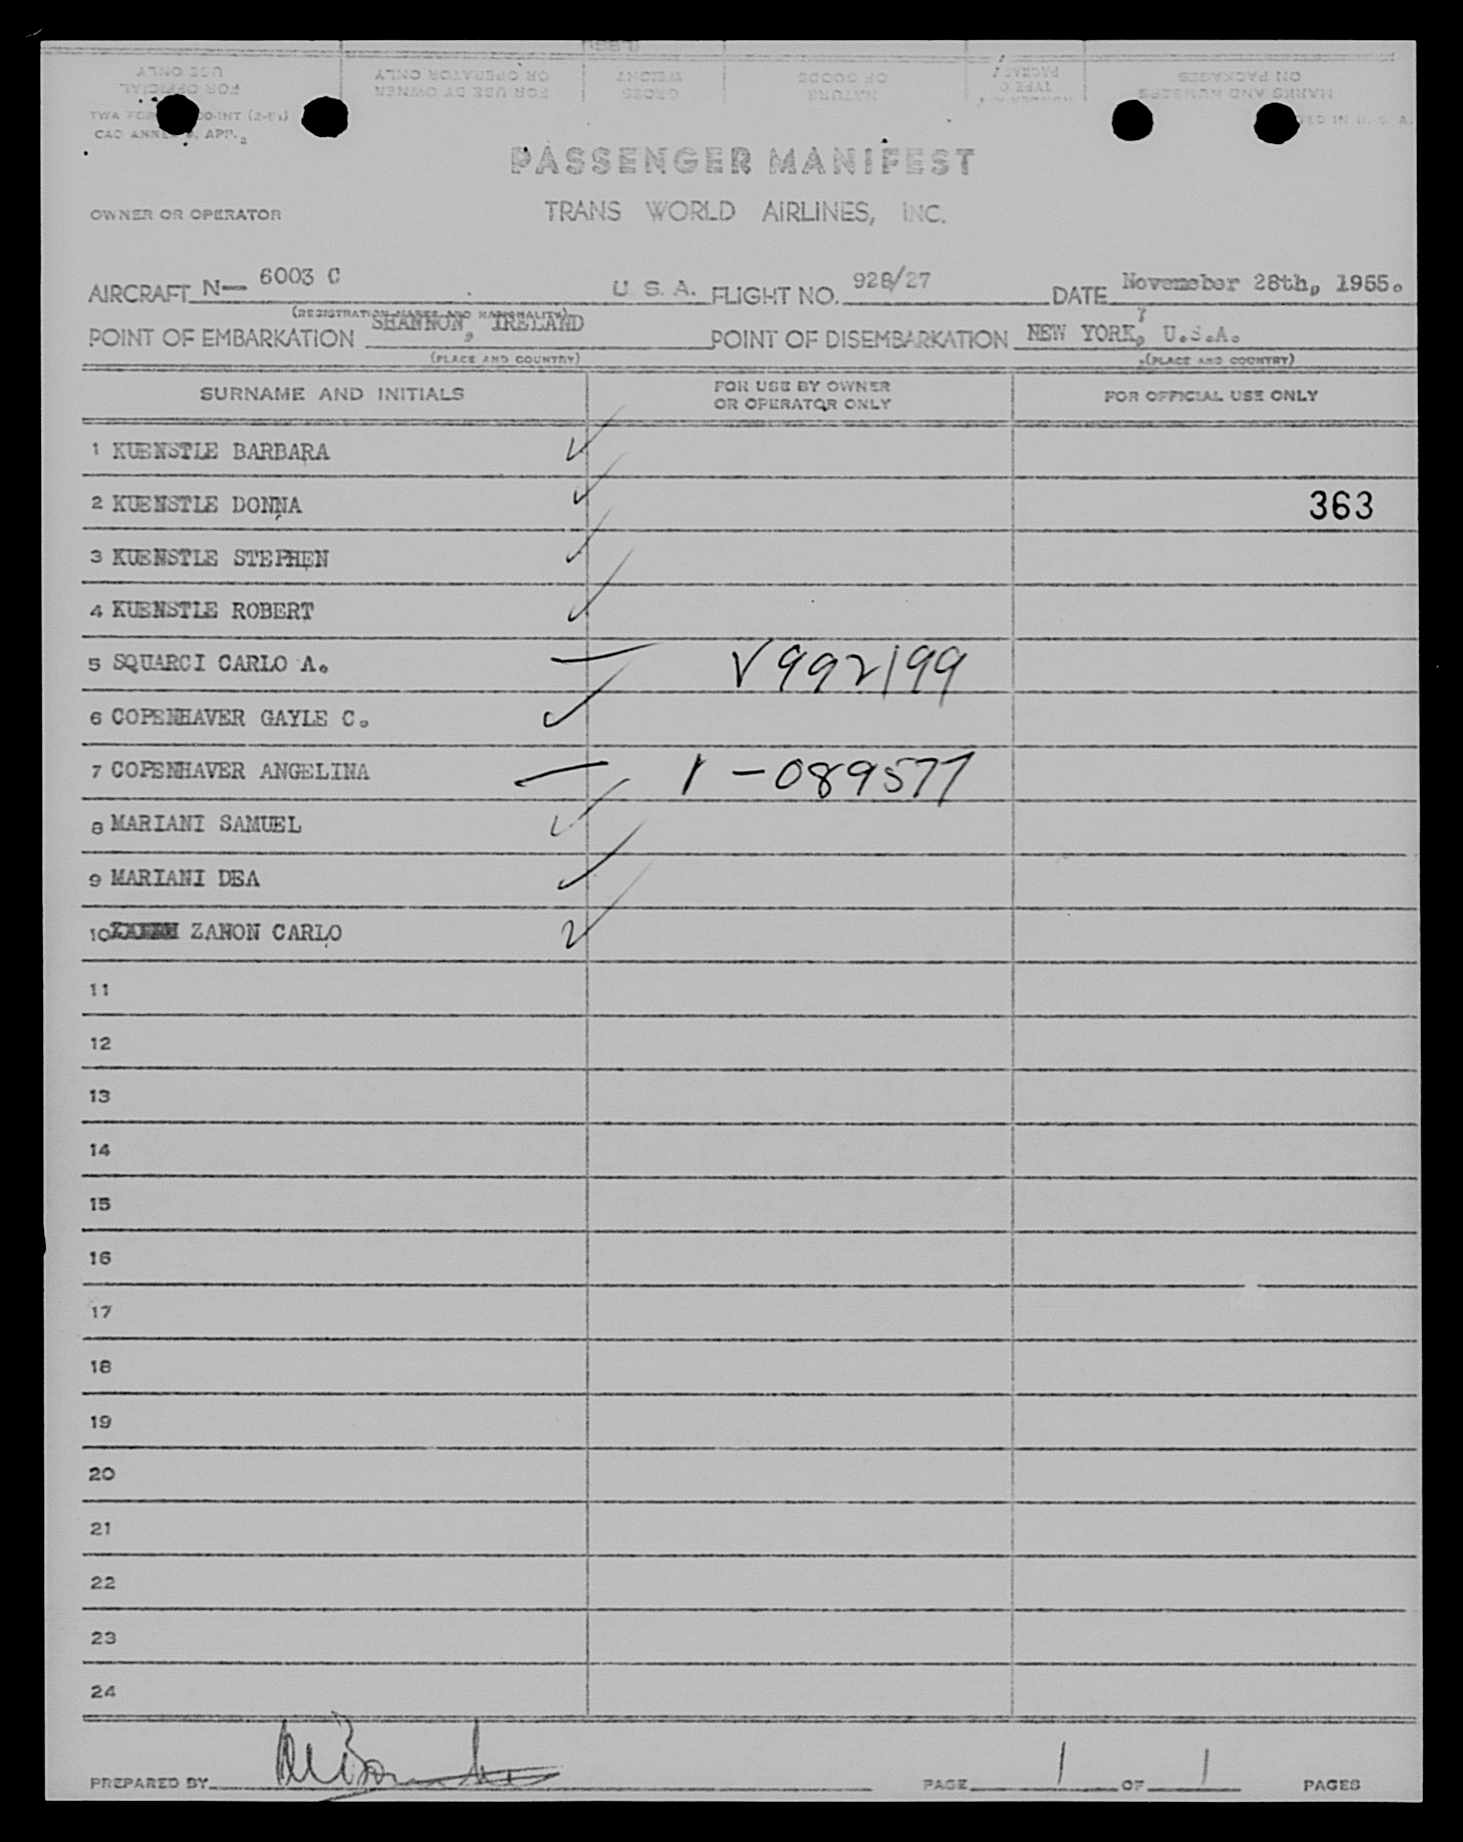 TWA FOR
CAO ANNEX 9, APP. 2
PASSENGER MANIFEST
OWNER OR OPERATOR TRANS WORLD AIRLINES, INC.
AIRCRAFT N— 6003 C U. S. A. FLIGHT NO. 928/27 DATE Novemeber 28th, 1955.
(REGISTRATION MARKS AND NATIONALITY)
POINT OF EMBARKATION SHANNON, IRELAND POINT OF DISEMBARKATION NEW YORK, U.S.A.
(PLACE AND COUNTRY) (PLACE AND COUNTRY)
SURNAME AND INITIALS FOR USE BY OWNER OR OPERATOR ONLY FOR OFFICIAL USE ONLY
1 KUENSTLE BARBARA
2 KUENSTLE DONNA 363
3 KUENSTLE STEPHEN
4 KUENSTLE ROBERT
5 SQUARCI CARLO A. V992199
6 COPENHAVER GAYLE C.
7 COPENHAVER ANGELINA 1-089577
8 MARIANI SAMUEL
9 MARIANI DEA
10 ZANON CARLO
11
12
13
14
15
16
17
18
19
20
21
22
23
24
PREPARED BY PAGE 1 OF 1 PAGES